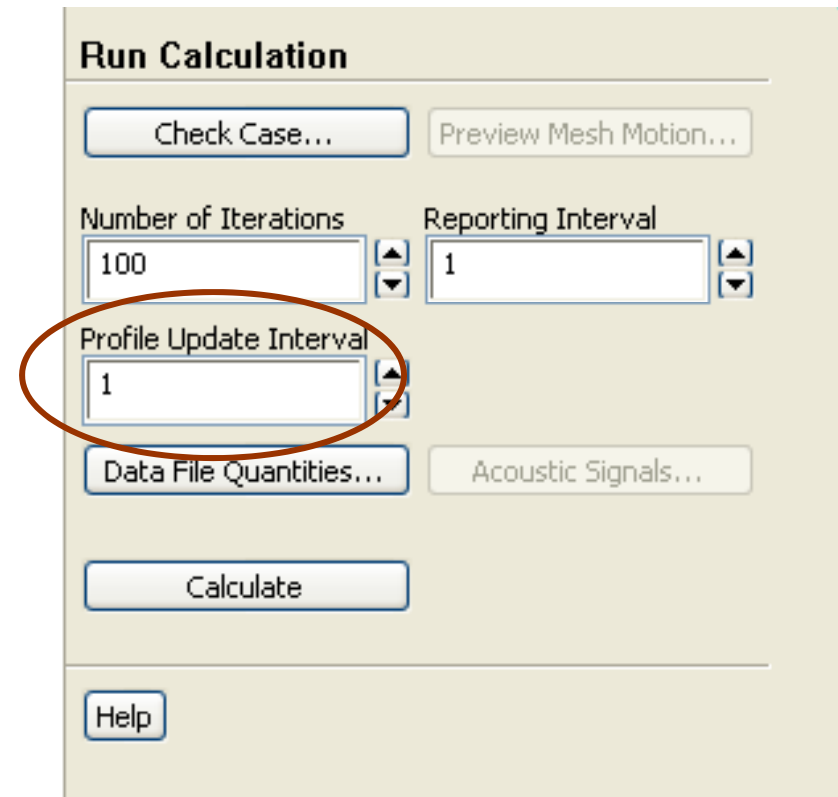 Run Calculation
Check Case... Preview Mesh Motion...
Number of Iterations Reporting Interval
100 1
Profile Update Interval
1
Data File Quantities... Acoustic Signals...
Calculate
Help